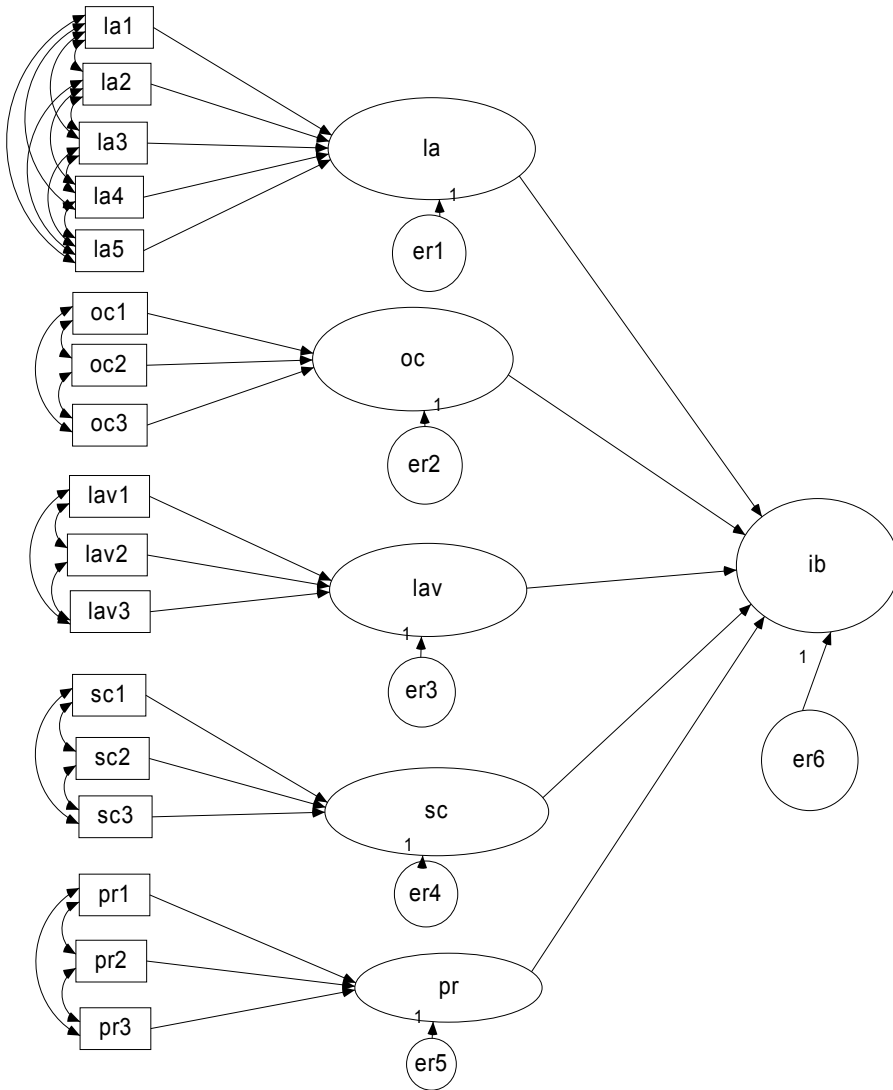 la1
la2
la3
la4
la5
la
1
er1
oc1
oc2
oc3
oc
1
er2
lav1
lav2
lav3
lav
1
er3
ib
1
er6
sc1
sc2
sc3
sc
1
er4
pr1
pr2
pr3
pr
1
er5